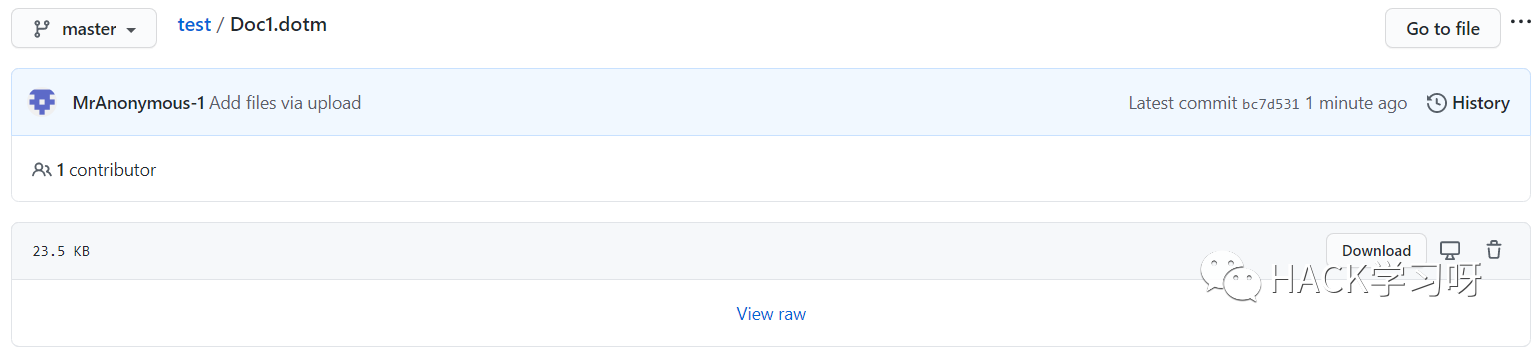 master test / Doc1.dotm Go to file
MrAnonymous-1 Add files via upload Latest commit bc7d531 1 minute ago History
1 contributor
23.5 KB Download
HACK学习呀
View raw